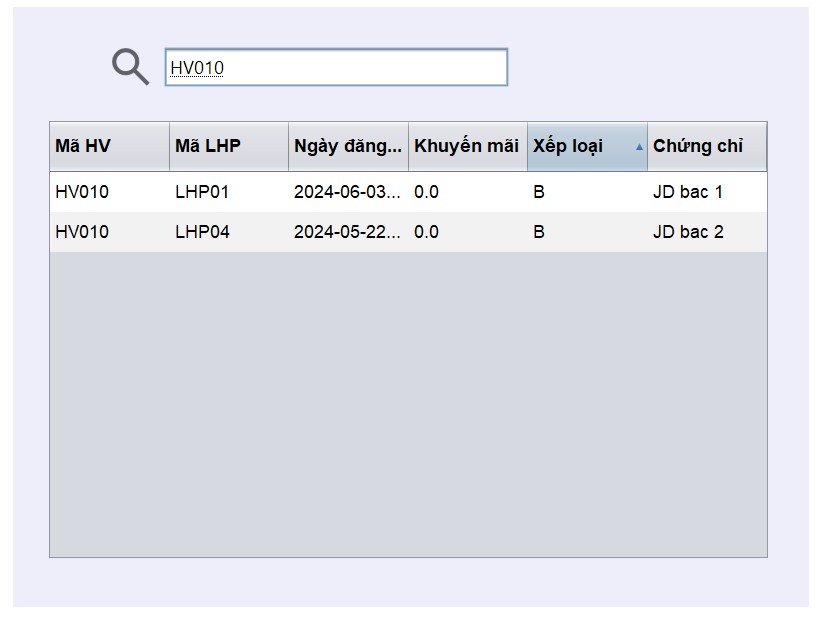 HV010
Mã HV Mã LHP Ngày đăng... Khuyến mãi Xếp loại Chứng chỉ
HV010 LHP01 2024-06-03... 0.0 B JD bac 1
HV010 LHP04 2024-05-22... 0.0 B JD bac 2